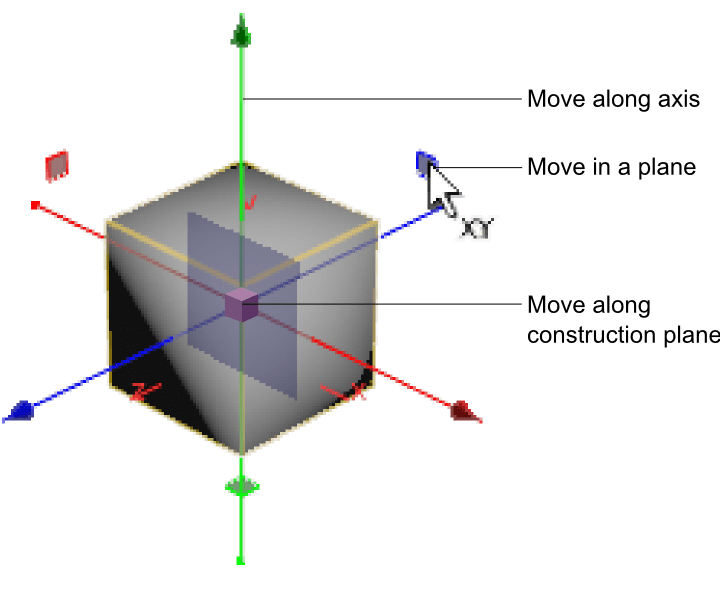 Move along axis
Move in a plane
XY
Move along
construction plane
Z
X